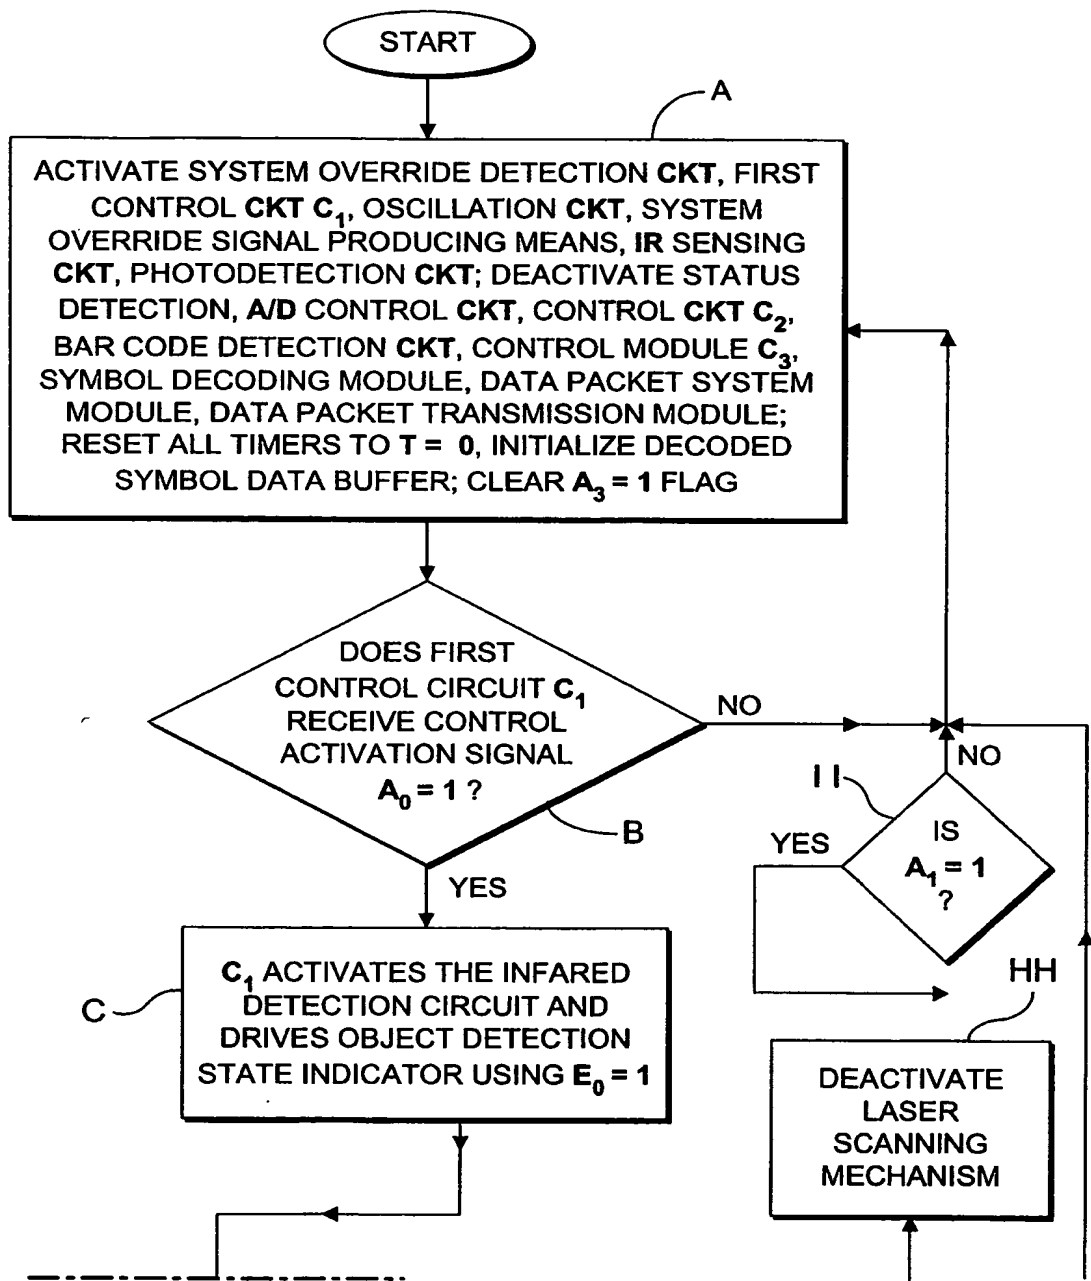 START
A
ACTIVATE SYSTEM OVERRIDE DETECTION CKT, FIRST
CONTROL CKT C1, OSCILLATION CKT, SYSTEM
OVERRIDE SIGNAL PRODUCING MEANS, IR SENSING
CKT, PHOTODETECTION CKT; DEACTIVATE STATUS
DETECTION, A/D CONTROL CKT, CONTROL CKT C2,
BAR CODE DETECTION CKT, CONTROL MODULE C3,
SYMBOL DECODING MODULE, DATA PACKET SYSTEM
MODULE, DATA PACKET TRANSMISSION MODULE;
RESET ALL TIMERS TO T = 0, INITIALIZE DECODED
SYMBOL DATA BUFFER; CLEAR A3 = 1 FLAG
DOES FIRST
CONTROL CIRCUIT C1
RECEIVE CONTROL
ACTIVATION SIGNAL
A0 = 1 ?
NO
B
YES
NO
II
YES
IS
A1 = 1
?
C
C1 ACTIVATES THE INFARED
DETECTION CIRCUIT AND
DRIVES OBJECT DETECTION
STATE INDICATOR USING E0 = 1
HH
DEACTIVATE
LASER
SCANNING
MECHANISM